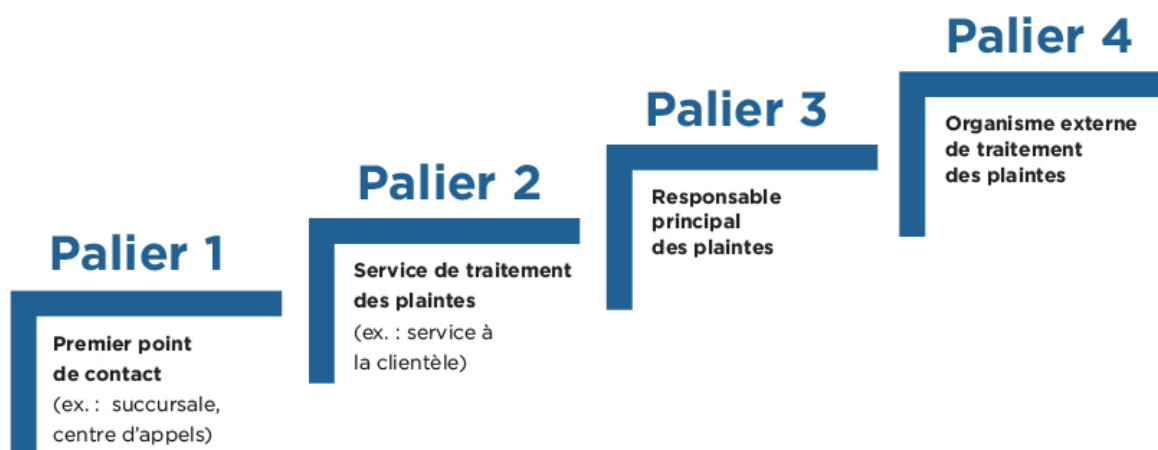 Palier 1
Premier point
de contact
(ex. : succursale,
centre d'appels)
Palier 2
Service de traitement
des plaintes
(ex. : service à
la clientèle)
Palier 3
Responsable
principal
des plaintes
Palier 4
Organisme externe
de traitement
des plaintes